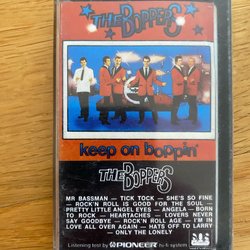 THE BOPPERS
keep on boppin'
THE BOPPERS
MR BASSMAN — TICK TOCK — SHE'S SO FINE
— ROCK'N ROLL IS GOOD FOR THE SOUL —
PRETTY LITTLE ANGEL EYES — ANGELA — BORN
TO ROCK — HEARTACHES — LOVERS NEVER
SAY GOODBYE — ROCK'N ROLL AGE — ALL
LOVE ALL OVER AGAIN — HATS OFF TO LARRY
— ONLY THE LONELY
Listening test by PIONEER hi-fi system